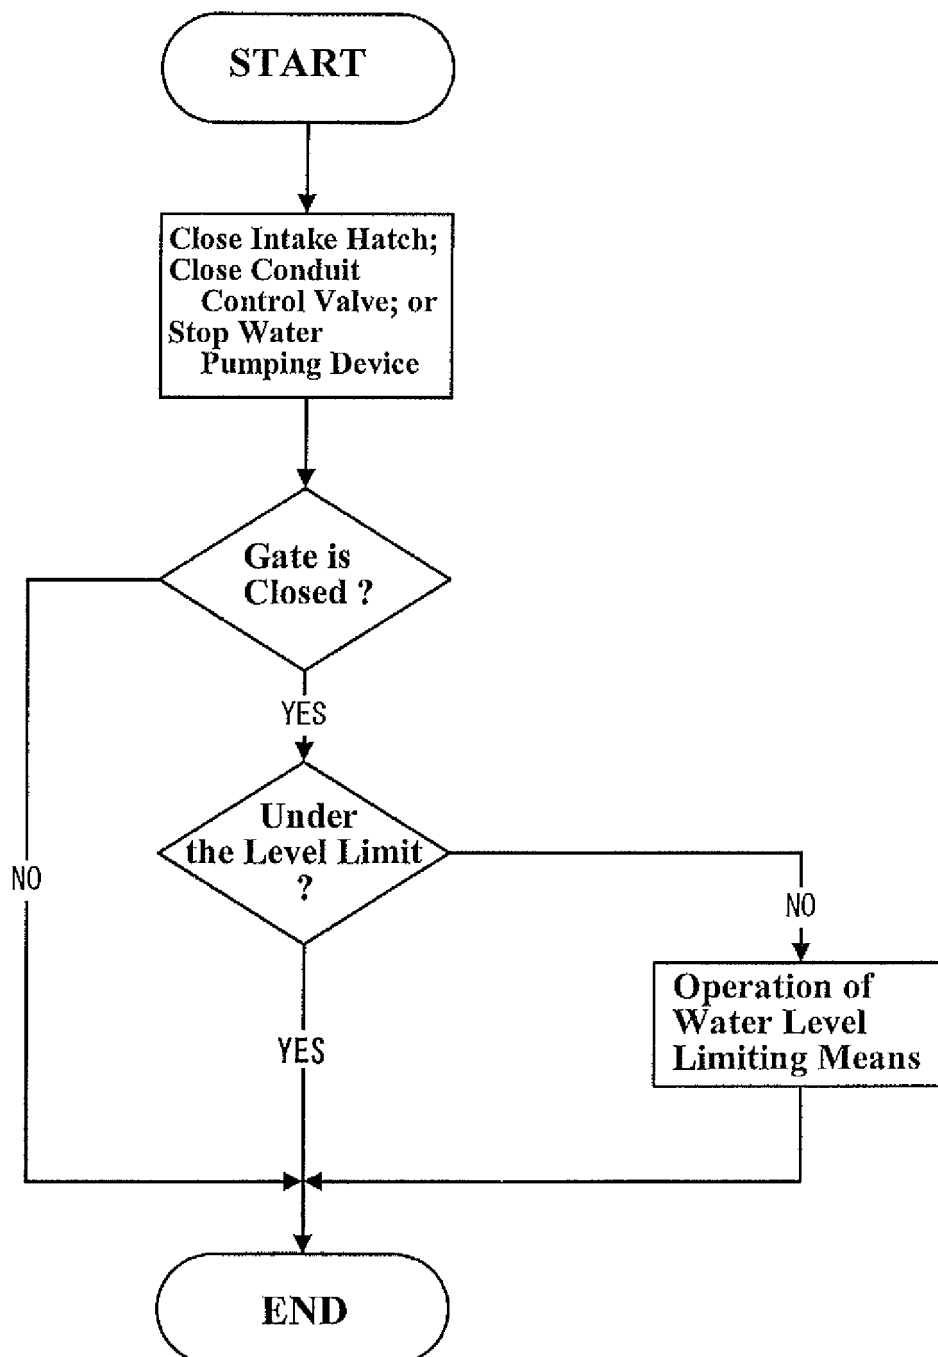 START
Close Intake Hatch;
Close Conduit
Control Valve; or
Stop Water
Pumping Device
Gate is
Closed ?
YES
Under
the Level Limit
?
NO
NO
Operation of
Water Level
Limiting Means
YES
END